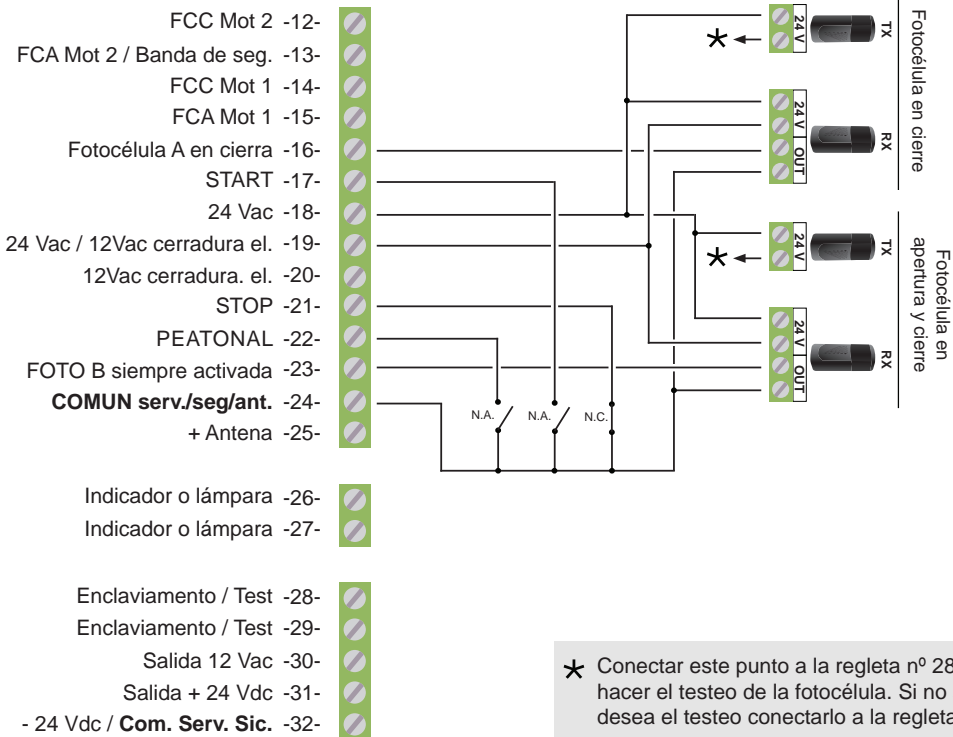 FCC Mot 2 -12-
FCA Mot 2 / Banda de seg. -13-
FCC Mot 1 -14-
FCA Mot 1 -15-
Fotocélula A en cierra -16-
START -17-
24 Vac -18-
24 Vac / 12Vac cerradura el. -19-
12Vac cerradura. el. -20-
STOP -21-
PEATONAL -22-
FOTO B siempre activada -23-
COMUN serv./seg/ant. -24-
+ Antena -25-
Indicador o lámpara -26-
Indicador o lámpara -27-
Enclaviamento / Test -28-
Enclaviamento / Test -29-
Salida 12 Vac -30-
Salida + 24 Vdc -31-
- 24 Vdc / Com. Serv. Sic. -32-
N.A.
N.A.
N.C.
24 V
TX
24 V
OUT
RX
Fotocélula en cierre
24 V
TX
24 V
OUT
RX
Fotocélula en
apertura y cierre
* Conectar este punto a la regleta nº 28
hacer el testeo de la fotocélula. Si no
desea el testeo conectarlo a la regleta